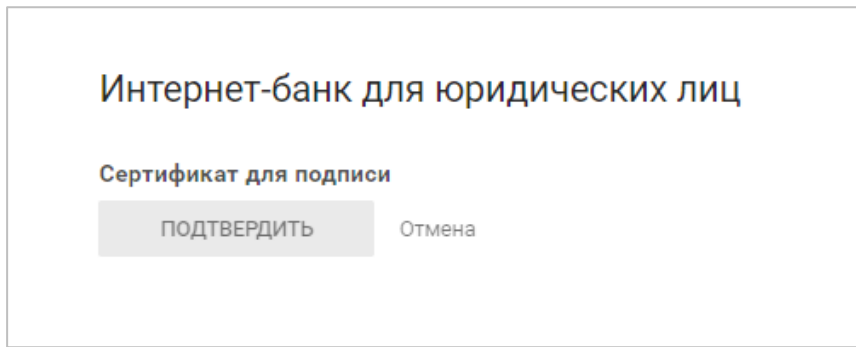 Интернет-банк для юридических лиц
Сертификат для подписи
ПОДТВЕРДИТЬ Отмена